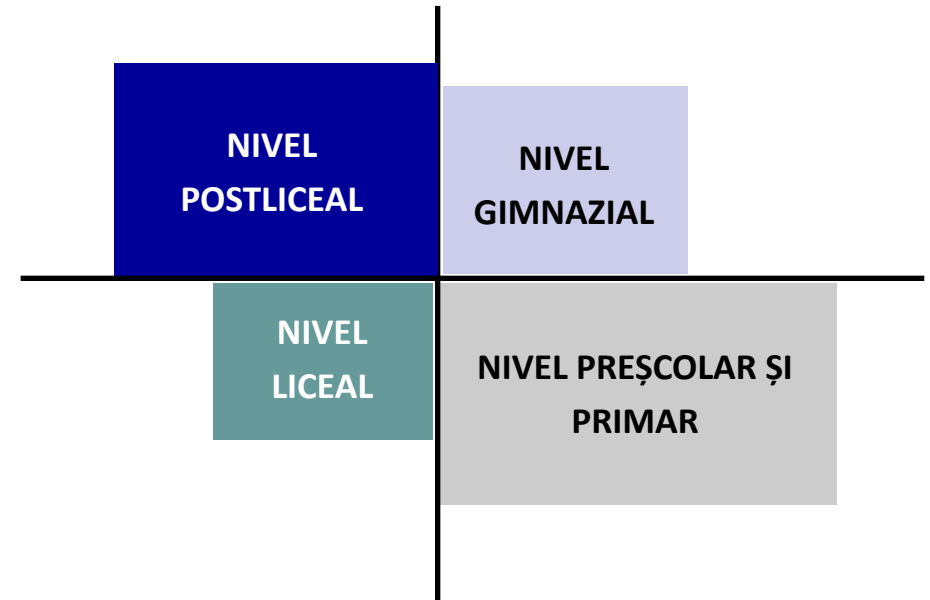 NIVEL
POSTLICEAL
NIVEL
GIMNAZIAL
NIVEL
LICEAL
NIVEL PREȘCOLAR ȘI
PRIMAR